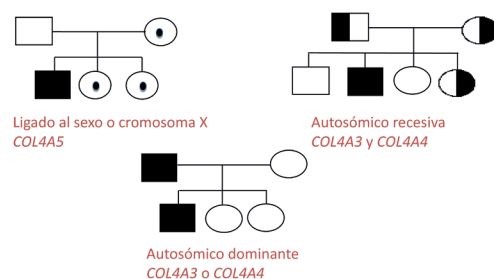 Ligado al sexo o cromosoma X
COL4A5
Autosómico recesiva
COL4A3 y COL4A4
Autosómico dominante
COL4A3 o COL4A4